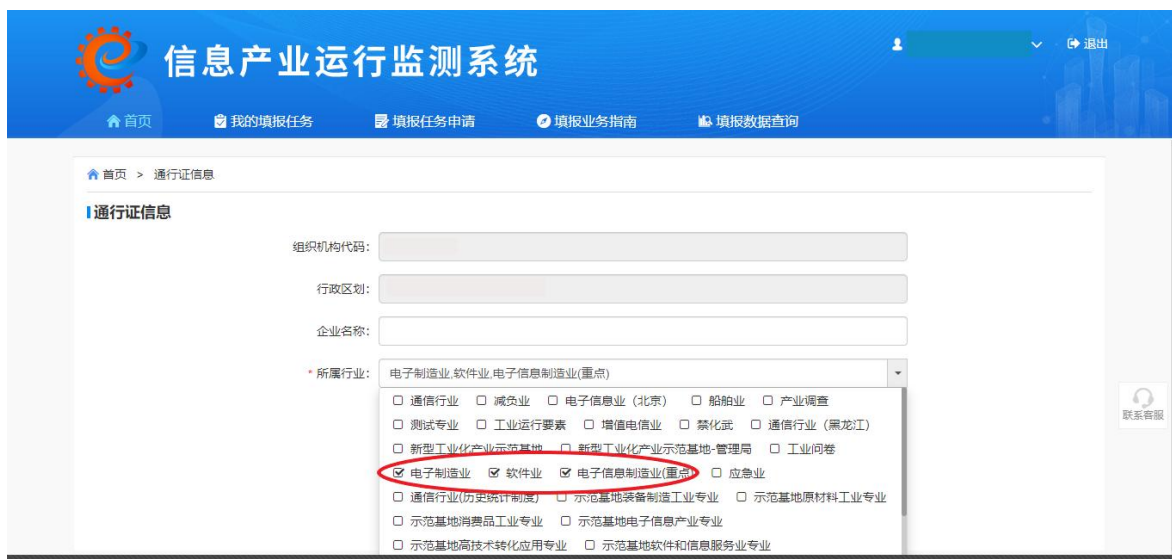 信息产业运行监测系统
退出
首页 我的填报任务 填报任务申请 填报业务指南 填报数据查询
首页 > 通行证信息
通行证信息
组织机构代码:
行政区划:
企业名称:
* 所属行业: 电子制造业,软件业,电子信息制造业(重点)
通信行业 减负业 电子信息业（北京） 船舶业 产业调查
测试专业 工业运行要素 增值电信业 禁化武 通信行业（黑龙江）
新型工业化产业示范基地 新型工业化产业示范基地-管理局 工业问卷
电子制造业 软件业 电子信息制造业(重点) 应急业
通信行业(历史统计制度) 示范基地装备制造工业专业 示范基地原材料工业专业
示范基地消费品工业专业 示范基地电子信息产业专业
示范基地高技术转化应用专业 示范基地软件和信息服务业专业
联系客服